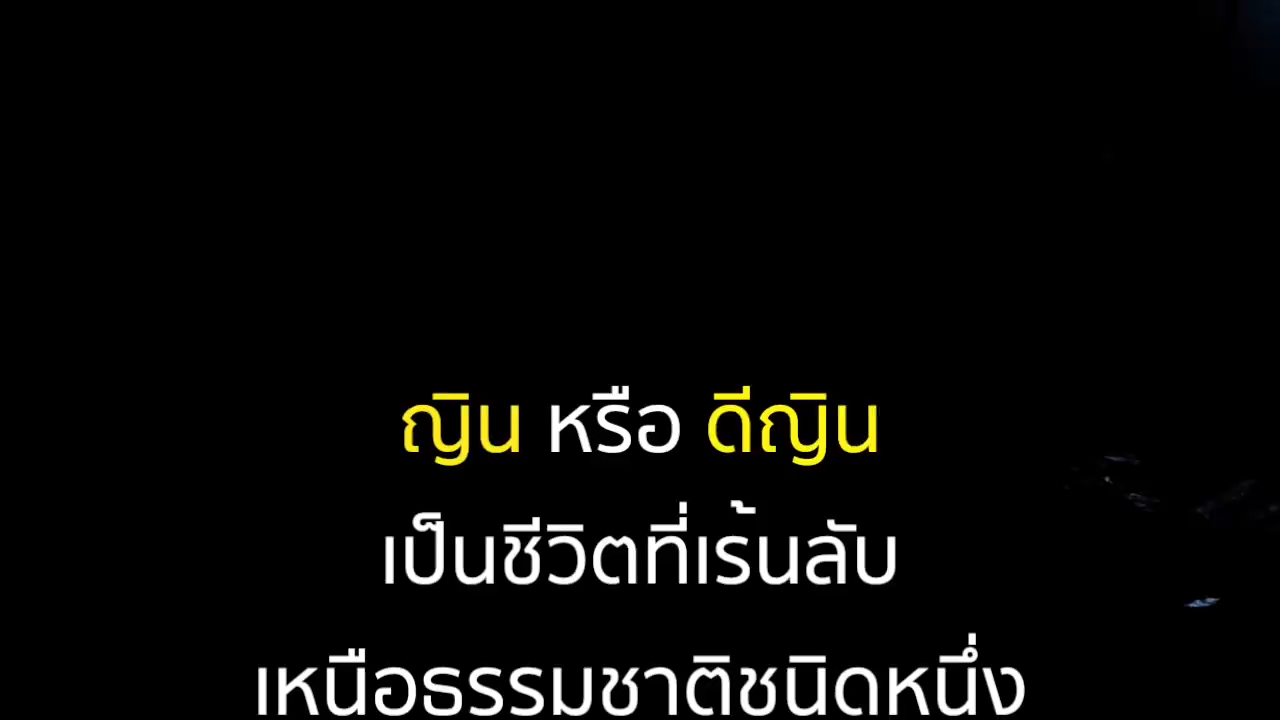 ญิน หรือ ดีญิน
เป็นชีวิตที่เร้นลับ
เหนือธรรมชาติชนิดหนึ่ง